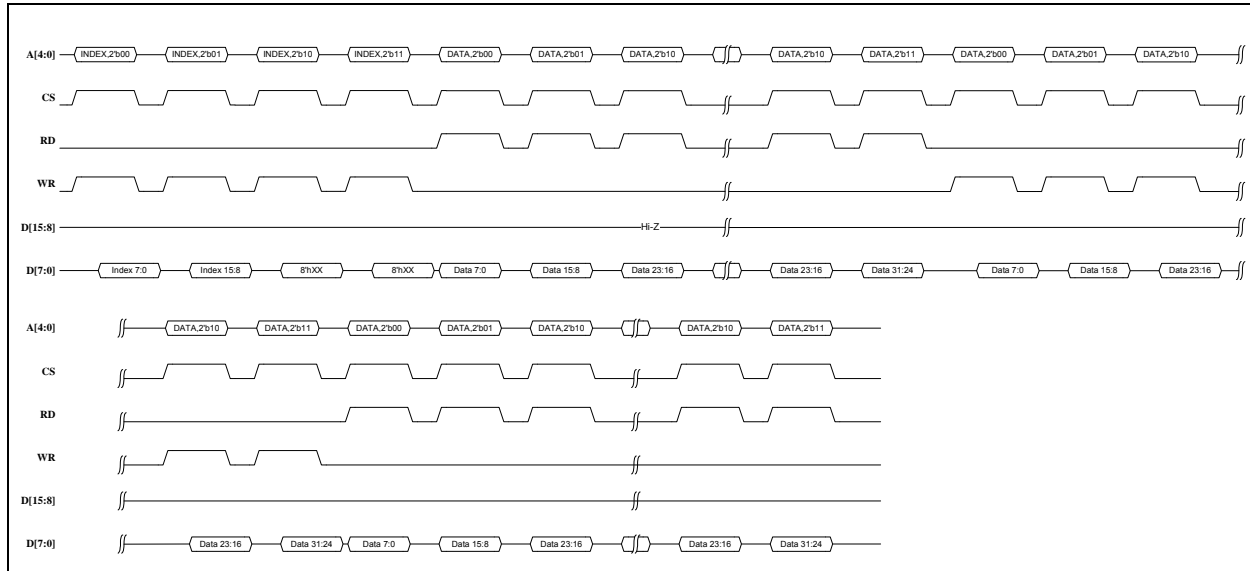 A[4:0] INDEX,2'b00 INDEX,2'b01 INDEX,2'b10 INDEX,2'b11 DATA,2'b00 DATA,2'b01 DATA,2'b10 DATA,2'b10 DATA,2'b11 DATA,2'b00 DATA,2'b01 DATA,2'b10
CS
RD
WR
D[15:8] Hi-Z
D[7:0] Index 7:0 Index 15:8 8'hXX 8'hXX Data 7:0 Data 15:8 Data 23:16 Data 23:16 Data 31:24 Data 7:0 Data 15:8 Data 23:16
A[4:0] DATA,2'b10 DATA,2'b11 DATA,2'b00 DATA,2'b01 DATA,2'b10 DATA,2'b10 DATA,2'b11
CS
RD
WR
D[15:8]
D[7:0] Data 23:16 Data 31:24 Data 7:0 Data 15:8 Data 23:16 Data 23:16 Data 31:24